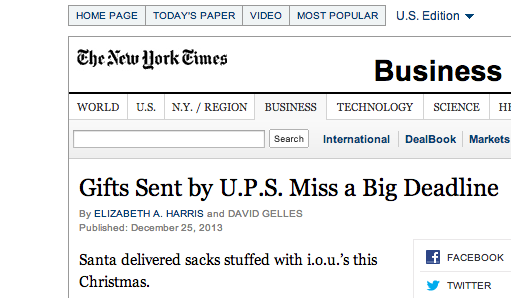 HOME PAGE TODAY'S PAPER VIDEO MOST POPULAR U.S. Edition
The New York Times
Business
WORLD U.S. N.Y. / REGION BUSINESS TECHNOLOGY SCIENCE
Search International DealBook Markets
Gifts Sent by U.P.S. Miss a Big Deadline
By ELIZABETH A. HARRIS and DAVID GELLES
Published: December 25, 2013
Santa delivered sacks stuffed with i.o.u.'s this
Christmas.
FACEBOOK
TWITTER